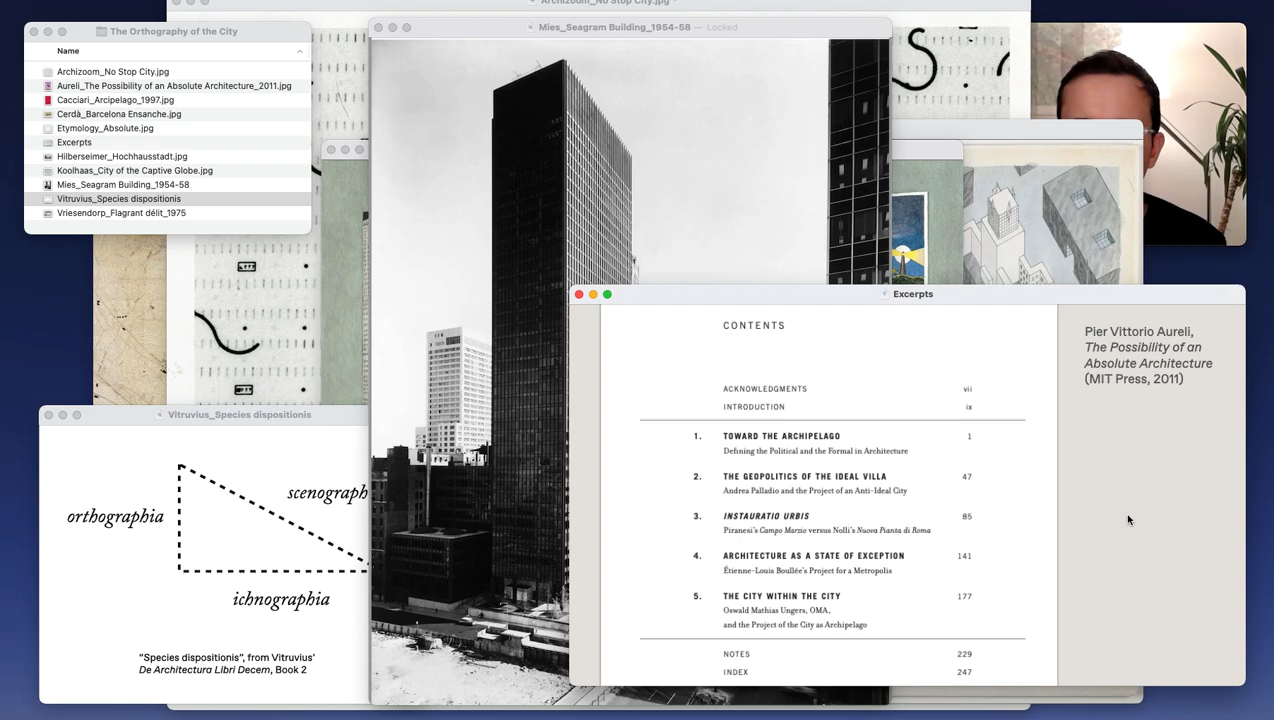 Archizoom_No Stop City.jpg
The Orthography of the City
Name
Archizoom_No Stop City.jpg
Aureli_The Possibility of an Absolute Architecture_2011.jpg
Cacciari_Arcipelago_1997.jpg
Cerdà_Barcelona Ensanche.jpg
Etymology_Absolute.jpg
Excerpts
Hilberseimer_Hochhausstadt.jpg
Koolhaas_City of the Captive Globe.jpg
Mies_Seagram Building_1954-58
Vitruvius_Species dispositionis
Vriesendorp_Flagrant délit_1975
Mies_Seagram Building_1954-58 — Locked
Vitruvius_Species dispositionis
orthographia
scenograph
ichnographia
“Species dispositionis”, from Vitruvius’
De Architectura Libri Decem, Book 2
Excerpts
CONTENTS
ACKNOWLEDGMENTS vii
INTRODUCTION ix
1. TOWARD THE ARCHIPELAGO 1
Defining the Political and the Formal in Architecture
2. THE GEOPOLITICS OF THE IDEAL VILLA 47
Andrea Palladio and the Project of an Anti-Ideal City
3. INSTAURATIO URBIS 85
Piranesi’s Campo Marzio versus Nolli’s Nuova Pianta di Roma
4. ARCHITECTURE AS A STATE OF EXCEPTION 141
Étienne-Louis Boullée’s Project for a Metropolis
5. THE CITY WITHIN THE CITY 177
Oswald Mathias Ungers, OMA,
and the Project of the City as Archipelago
NOTES 229
INDEX 247
Pier Vittorio Aureli,
The Possibility of an
Absolute Architecture
(MIT Press, 2011)